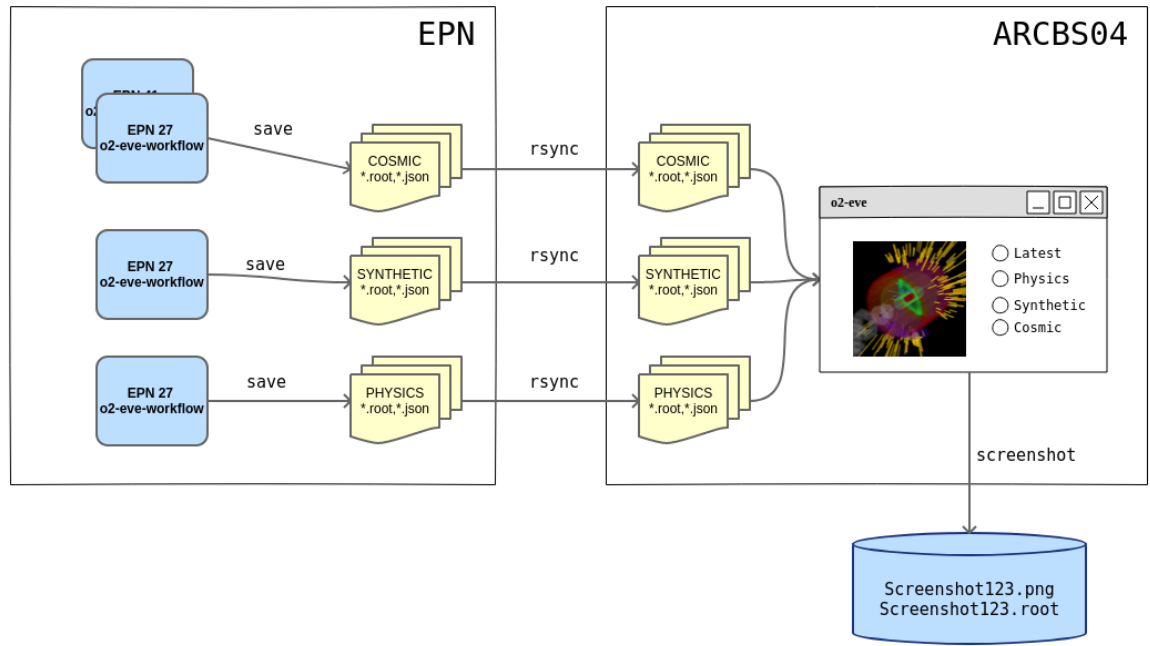 EPN
ARCBS04
EPN 27
o2-eve-workflow
save
COSMIC
*.root,*.json
rsync
COSMIC
*.root,*.json
o2-eve
EPN 27
o2-eve-workflow
save
SYNTHETIC
*.root,*.json
rsync
SYNTHETIC
*.root,*.json
Latest
Physics
Synthetic
Cosmic
EPN 27
o2-eve-workflow
save
PHYSICS
*.root,*.json
rsync
PHYSICS
*.root,*.json
screenshot
Screenshot123.png
Screenshot123.root